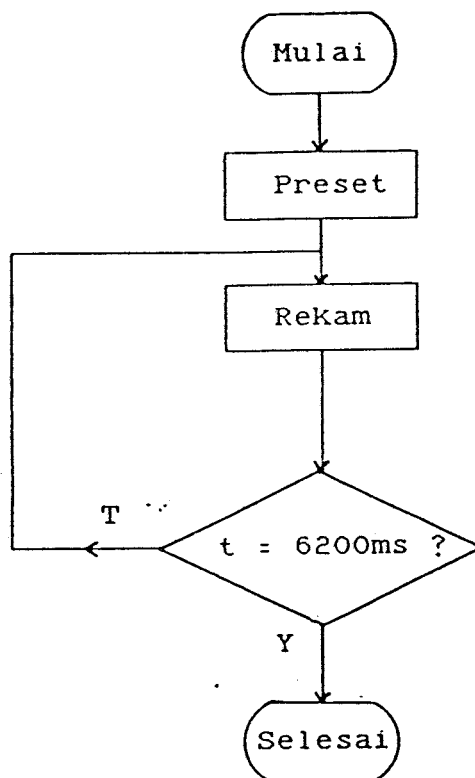 Mulai
Preset
Rekam
T
t = 6200ms ?
Y
Selesai